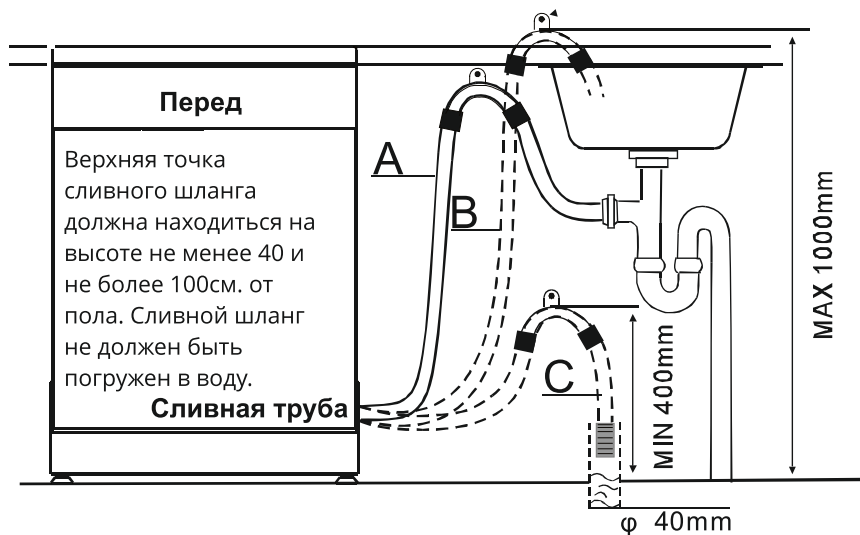 Перед
Верхняя точка
сливного шланга
должна находиться на
высоте не менее 40 и
не более 100см. от
пола. Сливной шланг
не должен быть
погружен в воду.
Сливная труба
A
B
C
MAX 1000mm
MIN 400mm
φ 40mm